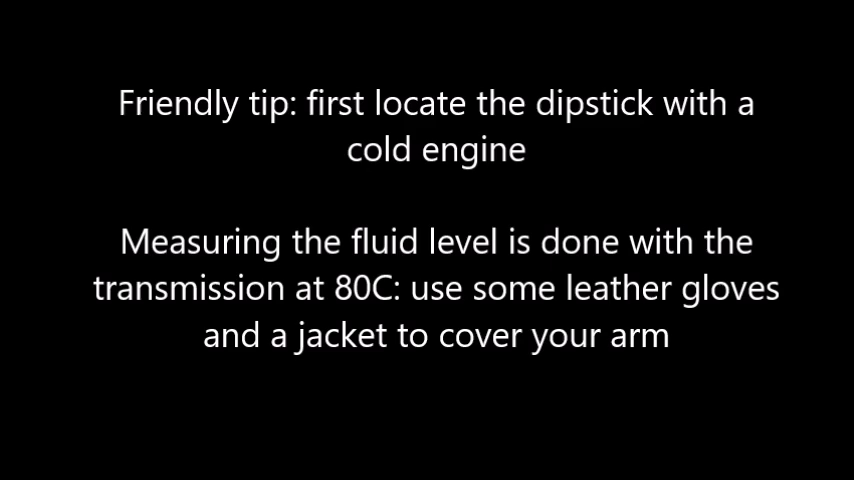 Friendly tip: first locate the dipstick with a
cold engine
Measuring the fluid level is done with the
transmission at 80C: use some leather gloves
and a jacket to cover your arm